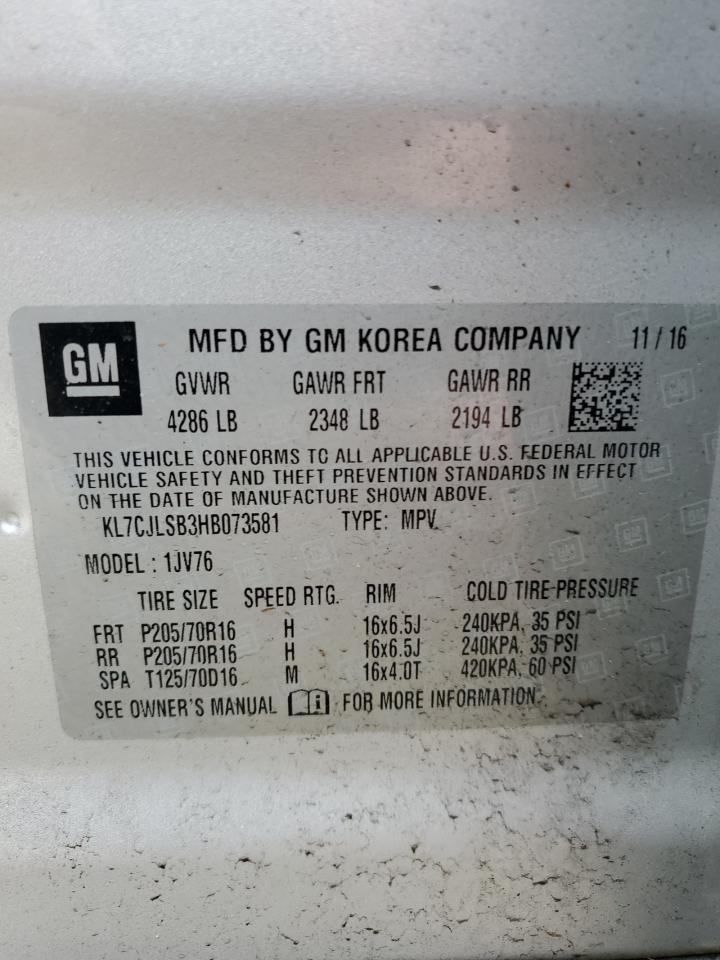 GM
MFD BY GM KOREA COMPANY 11 / 16
GVWR GAWR FRT GAWR RR
4286 LB 2348 LB 2194 LB
THIS VEHICLE CONFORMS TO ALL APPLICABLE U.S. FEDERAL MOTOR
VEHICLE SAFETY AND THEFT PREVENTION STANDARDS IN EFFECT
ON THE DATE OF MANUFACTURE SHOWN ABOVE.
KL7CJLSB3HB073581 TYPE: MPV
MODEL : 1JV76
TIRE SIZE SPEED RTG. RIM COLD TIRE PRESSURE
FRT P205/70R16 H 16x6.5J 240KPA, 35 PSI
RR P205/70R16 H 16x6.5J 240KPA, 35 PSI
SPA T125/70D16 M 16x4.0T 420KPA, 60 PSI
SEE OWNER'S MANUAL i FOR MORE INFORMATION.